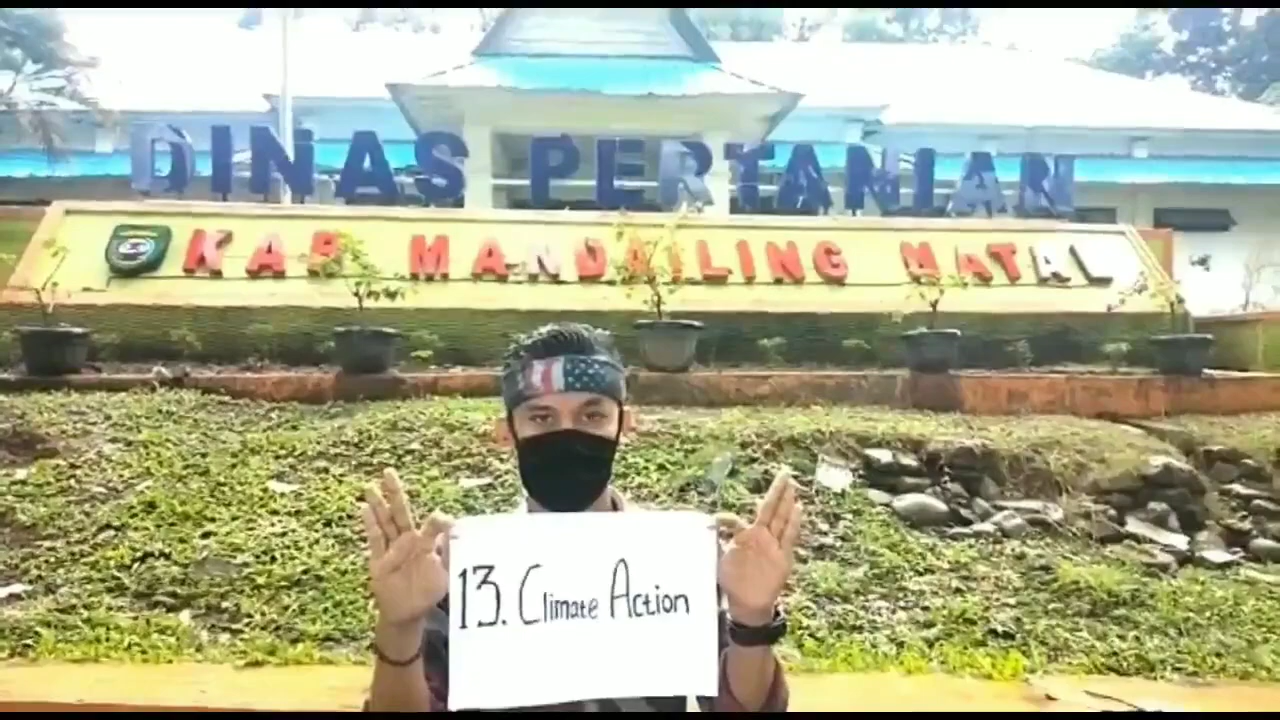 DINAS PERTANIAN
KAB MANDAILING NATAL
13. Climate Action